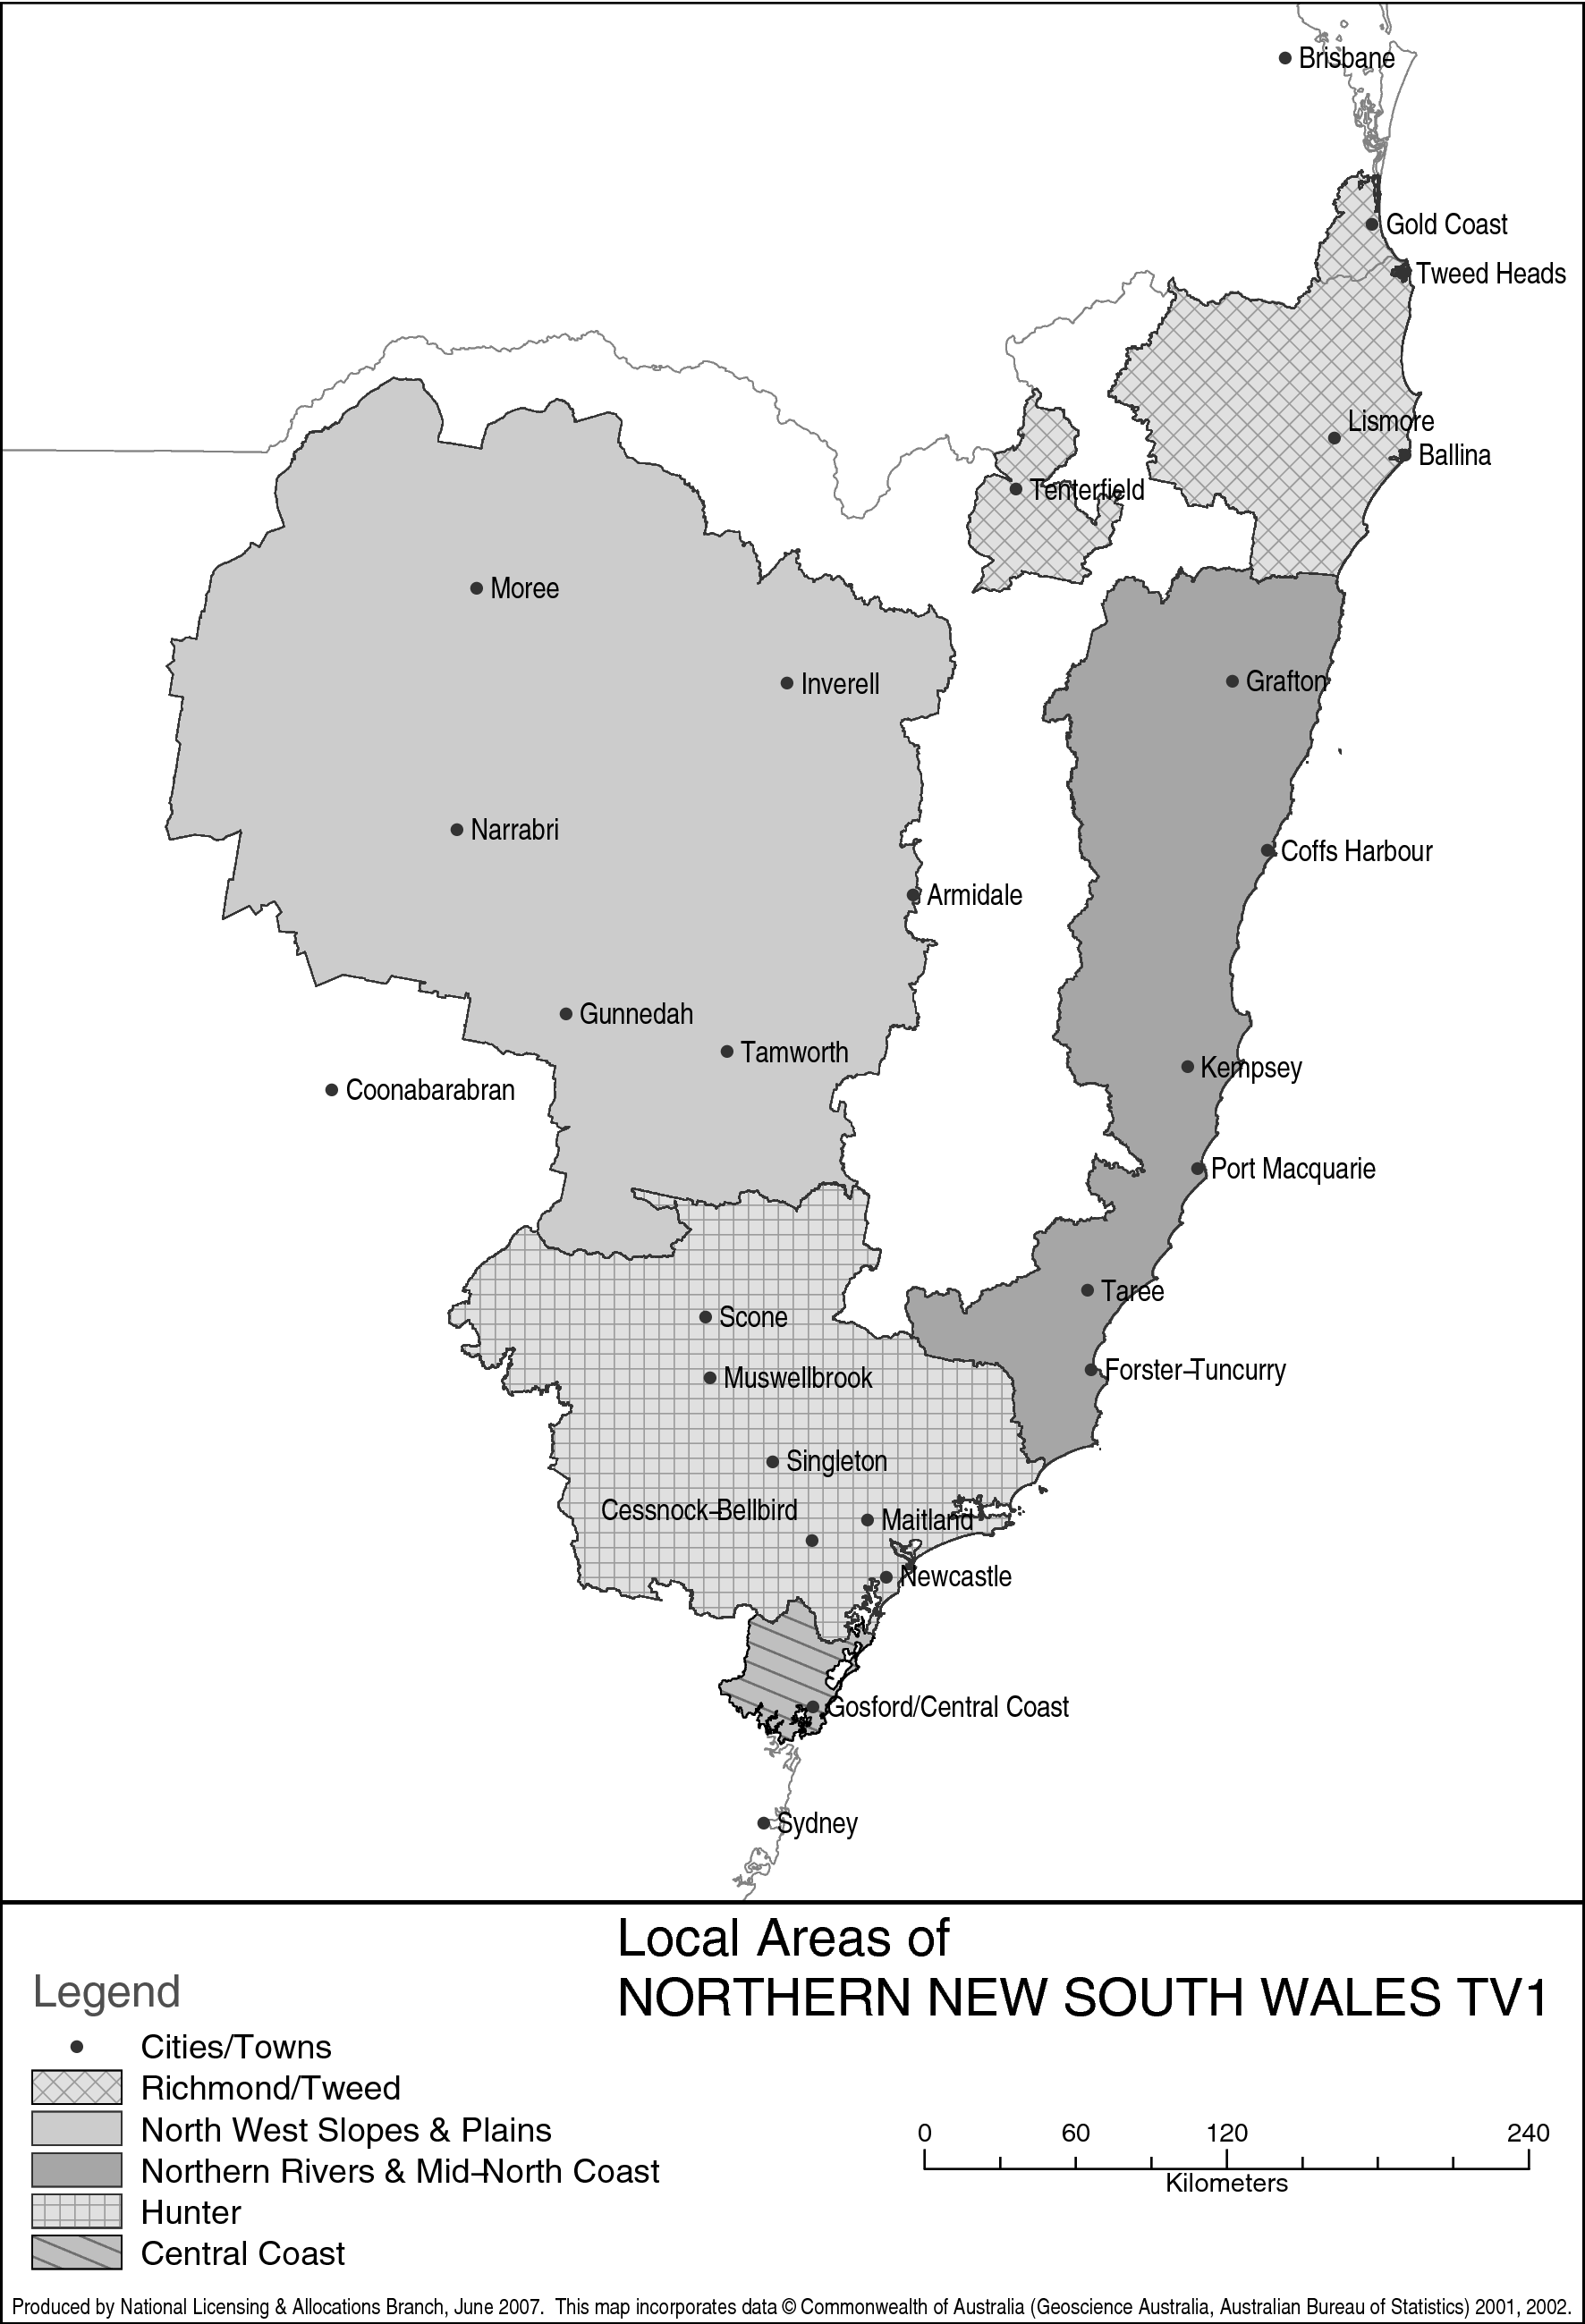 Brisbane
Gold Coast
Tweed Heads
Lismore
Ballina
Tenterfield
Moree
Inverell
Grafton
Narrabri
Coffs Harbour
Armidale
Gunnedah
Tamworth
Kempsey
Coonabarabran
Port Macquarie
Taree
Scone
Forster–Tuncurry
Muswellbrook
Singleton
Cessnock–Bellbird
Maitland
Newcastle
Gosford/Central Coast
Sydney
Local Areas of
NORTHERN NEW SOUTH WALES TV1
Legend
Cities/Towns
Richmond/Tweed
North West Slopes & Plains
Northern Rivers & Mid–North Coast
Hunter
Central Coast
0 60 120 240
Kilometers
Produced by National Licensing & Allocations Branch, June 2007. This map incorporates data © Commonwealth of Australia (Geoscience Australia, Australian Bureau of Statistics) 2001, 2002.